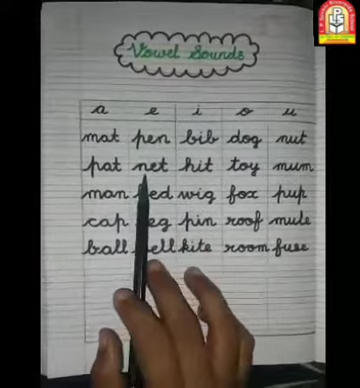 Vowel Sounds
a e i o u
mat pen bib dog nut
pat net hit toy mum
man wig fox pup
cap pin roof mule
ball kite room fuse